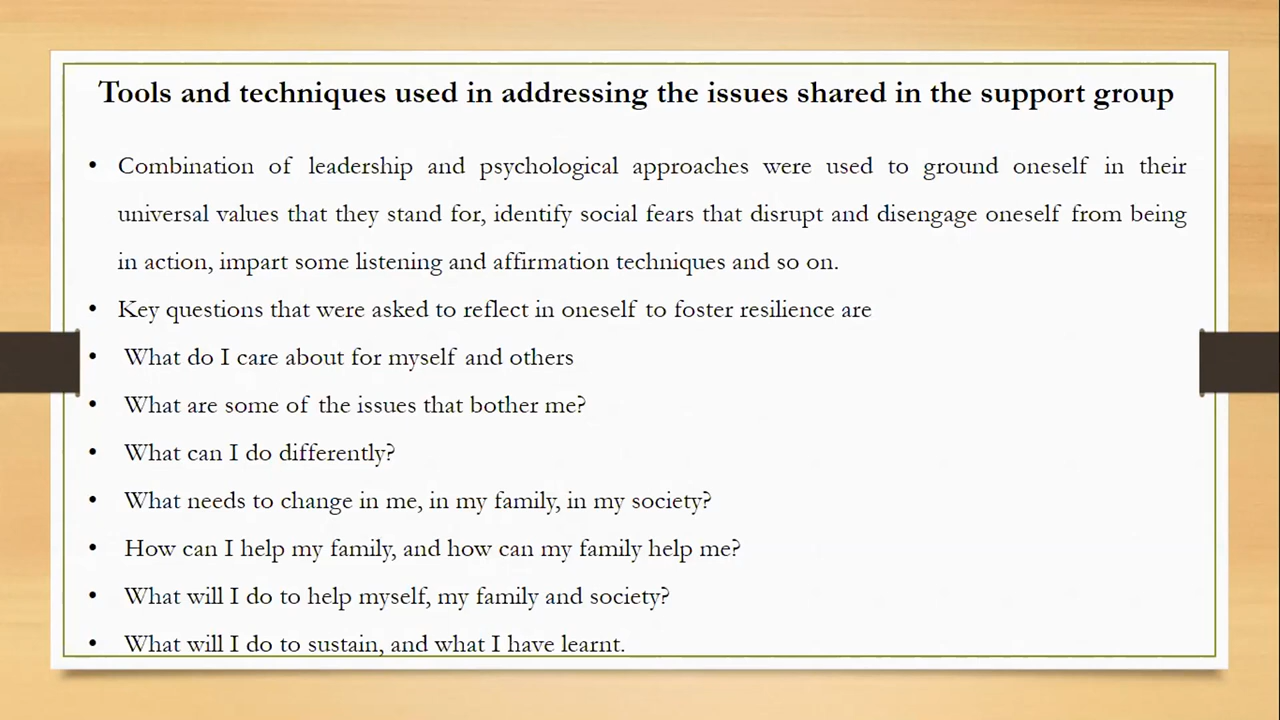 Tools and techniques used in addressing the issues shared in the support group
• Combination of leadership and psychological approaches were used to ground oneself in their
universal values that they stand for, identify social fears that disrupt and disengage oneself from being
in action, impart some listening and affirmation techniques and so on.
• Key questions that were asked to reflect in oneself to foster resilience are
• What do I care about for myself and others
• What are some of the issues that bother me?
• What can I do differently?
• What needs to change in me, in my family, in my society?
• How can I help my family, and how can my family help me?
• What will I do to help myself, my family and society?
• What will I do to sustain, and what I have learnt.